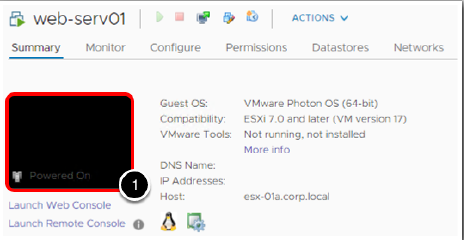 web-serv01 ACTIONS
Summary Monitor Configure Permissions Datastores Networks
Guest OS: VMware Photon OS (64-bit)
Compatibility: ESXi 7.0 and later (VM version 17)
VMware Tools: Not running, not installed
More info
DNS Name:
IP Addresses:
Host: esx-01a.corp.local
Powered On
1
Launch Web Console
Launch Remote Console